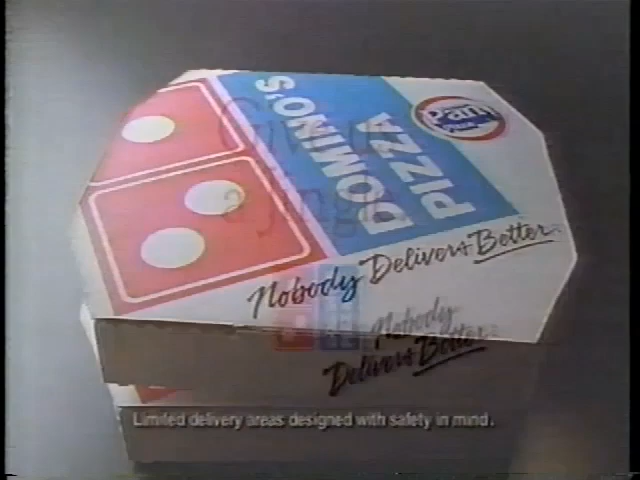 DOMINO'S
PIZZA
Pan
Nobody Delivers Better
Nobody
Delivers Better
Limited delivery areas designed with safety in mind.